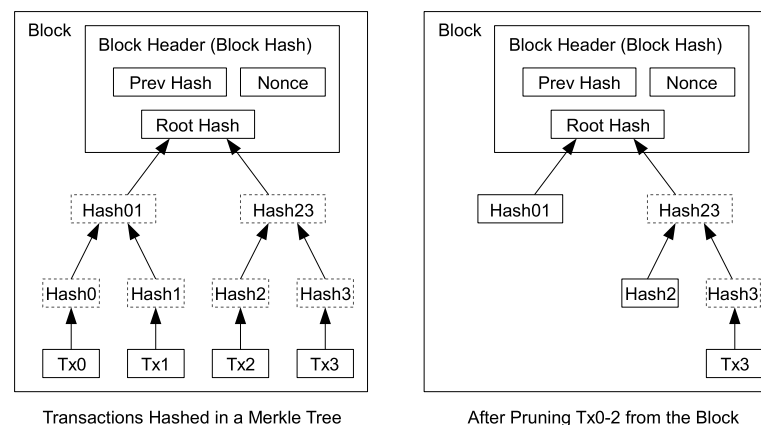 Block
Block Header (Block Hash)
Prev Hash
Nonce
Root Hash
Hash01
Hash23
Hash0
Hash1
Hash2
Hash3
Tx0
Tx1
Tx2
Tx3
Transactions Hashed in a Merkle Tree
Block
Block Header (Block Hash)
Prev Hash
Nonce
Root Hash
Hash01
Hash23
Hash2
Hash3
Tx3
After Pruning Tx0-2 from the Block